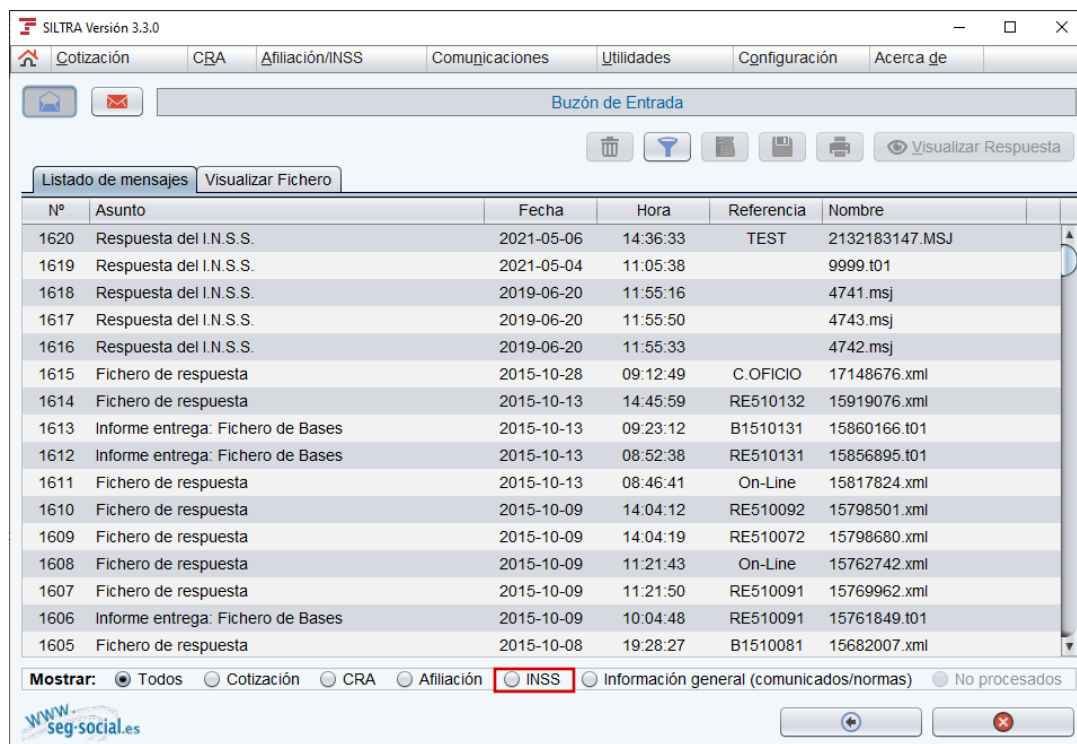 SILTRA Versión 3.3.0
Cotización CRA Afiliación/INSS Comunicaciones Utilidades Configuración Acerca de
Buzón de Entrada
Visualizar Respuesta
Listado de mensajes Visualizar Fichero
Nº Asunto Fecha Hora Referencia Nombre
1620 Respuesta del I.N.S.S. 2021-05-06 14:36:33 TEST 2132183147.MSJ
1619 Respuesta del I.N.S.S. 2021-05-04 11:05:38 9999.t01
1618 Respuesta del I.N.S.S. 2019-06-20 11:55:16 4741.msj
1617 Respuesta del I.N.S.S. 2019-06-20 11:55:50 4743.msj
1616 Respuesta del I.N.S.S. 2019-06-20 11:55:33 4742.msj
1615 Fichero de respuesta 2015-10-28 09:12:49 C.OFICIO 17148676.xml
1614 Fichero de respuesta 2015-10-13 14:45:59 RE510132 15919076.xml
1613 Informe entrega: Fichero de Bases 2015-10-13 09:23:12 B1510131 15860166.t01
1612 Informe entrega: Fichero de Bases 2015-10-13 08:52:38 RE510131 15856895.t01
1611 Fichero de respuesta 2015-10-13 08:46:41 On-Line 15817824.xml
1610 Fichero de respuesta 2015-10-09 14:04:12 RE510092 15798501.xml
1609 Fichero de respuesta 2015-10-09 14:04:19 RE510072 15798680.xml
1608 Fichero de respuesta 2015-10-09 11:21:43 On-Line 15762742.xml
1607 Fichero de respuesta 2015-10-09 11:21:50 RE510091 15769962.xml
1606 Informe entrega: Fichero de Bases 2015-10-09 10:04:48 RE510091 15761849.t01
1605 Fichero de respuesta 2015-10-08 19:28:27 B1510081 15682007.xml
Mostrar: Todos Cotización CRA Afiliación INSS Información general (comunicados/normas) No procesados
www.seg-social.es